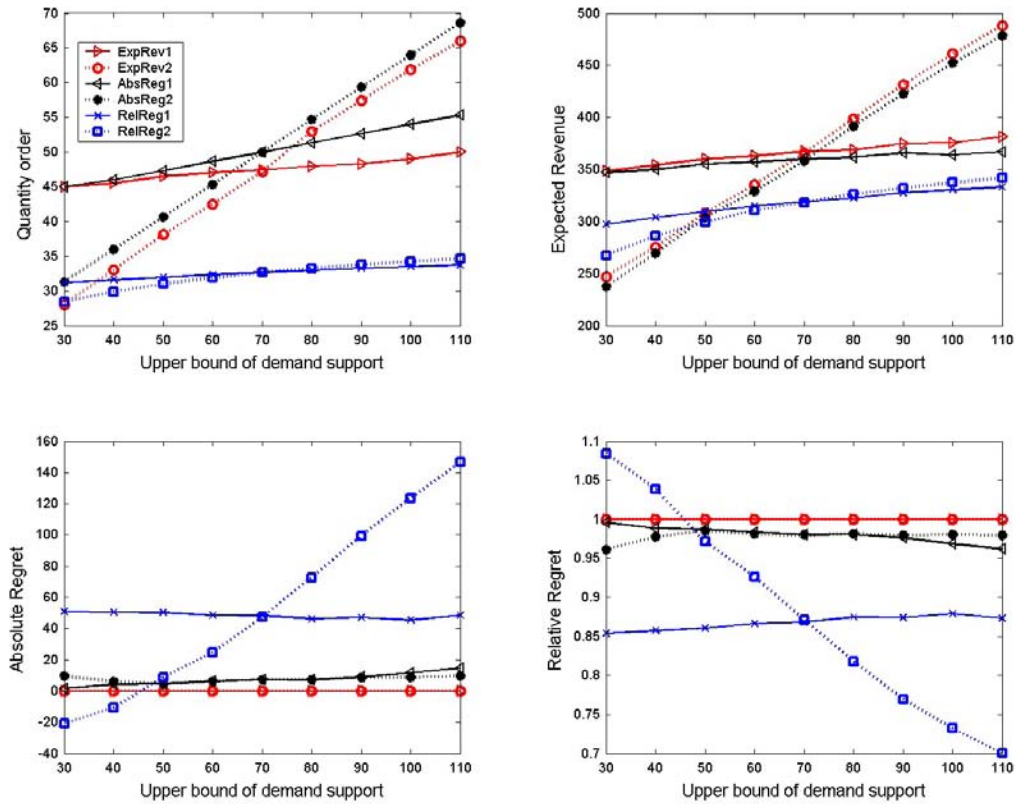 70
65
60
55
50
45
40
35
30
25
Quantity order
ExpRev1
ExpRev2
AbsReg1
AbsReg2
RelReg1
RelReg2
30 40 50 60 70 80 90 100 110
Upper bound of demand support
500
450
400
350
300
250
200
Expected Revenue
30 40 50 60 70 80 90 100 110
Upper bound of demand support
160
140
120
100
80
60
40
20
0
-20
-40
Absolute Regret
30 40 50 60 70 80 90 100 110
Upper bound of demand support
1.1
1.05
1
0.95
0.9
0.85
0.8
0.75
0.7
Relative Regret
30 40 50 60 70 80 90 100 110
Upper bound of demand support